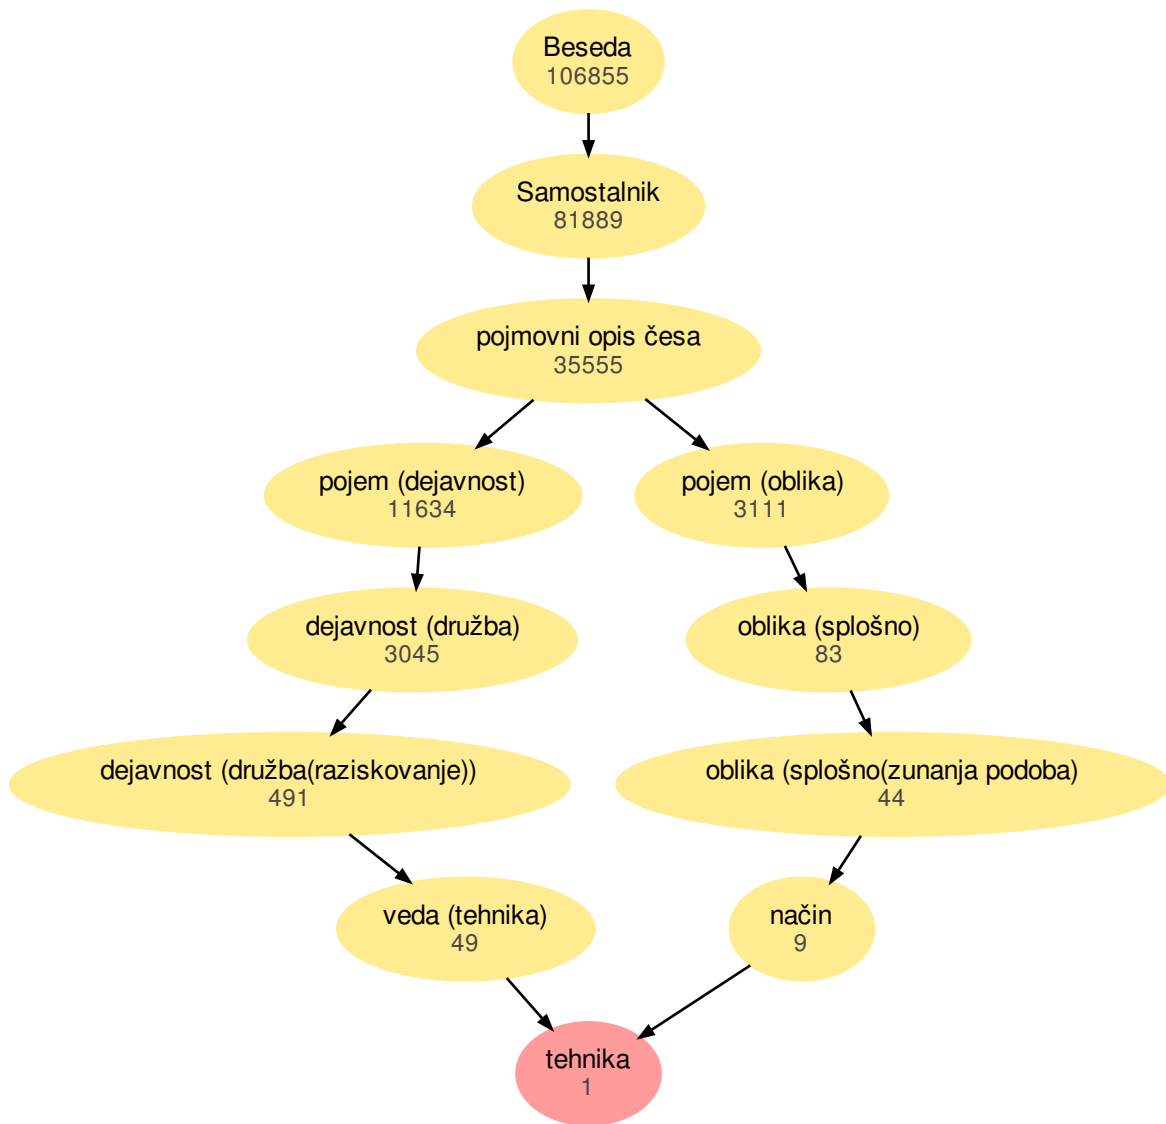 Beseda
106855
Samostalnik
81889
pojmovni opis česa
35555
pojem (dejavnost)
11634
pojem (oblika)
3111
dejavnost (družba)
3045
oblika (splošno)
83
dejavnost (družba(raziskovanje))
491
oblika (splošno(zunanja podoba)
44
veda (tehnika)
49
način
9
tehnika
1